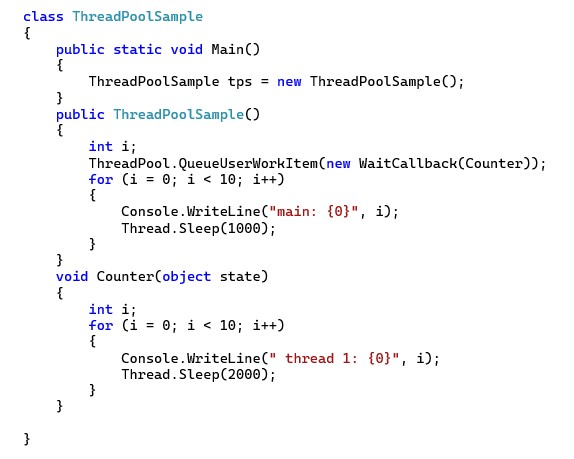 class ThreadPoolSample
{
    public static void Main()
    {
        ThreadPoolSample tps = new ThreadPoolSample();
    }
    public ThreadPoolSample()
    {
        int i;
        ThreadPool.QueueUserWorkItem(new WaitCallback(Counter));
        for (i = 0; i < 10; i++)
        {
            Console.WriteLine("main: {0}", i);
            Thread.Sleep(1000);
        }
    }
    void Counter(object state)
    {
        int i;
        for (i = 0; i < 10; i++)
        {
            Console.WriteLine(" thread 1: {0}", i);
            Thread.Sleep(2000);
        }
    }

}